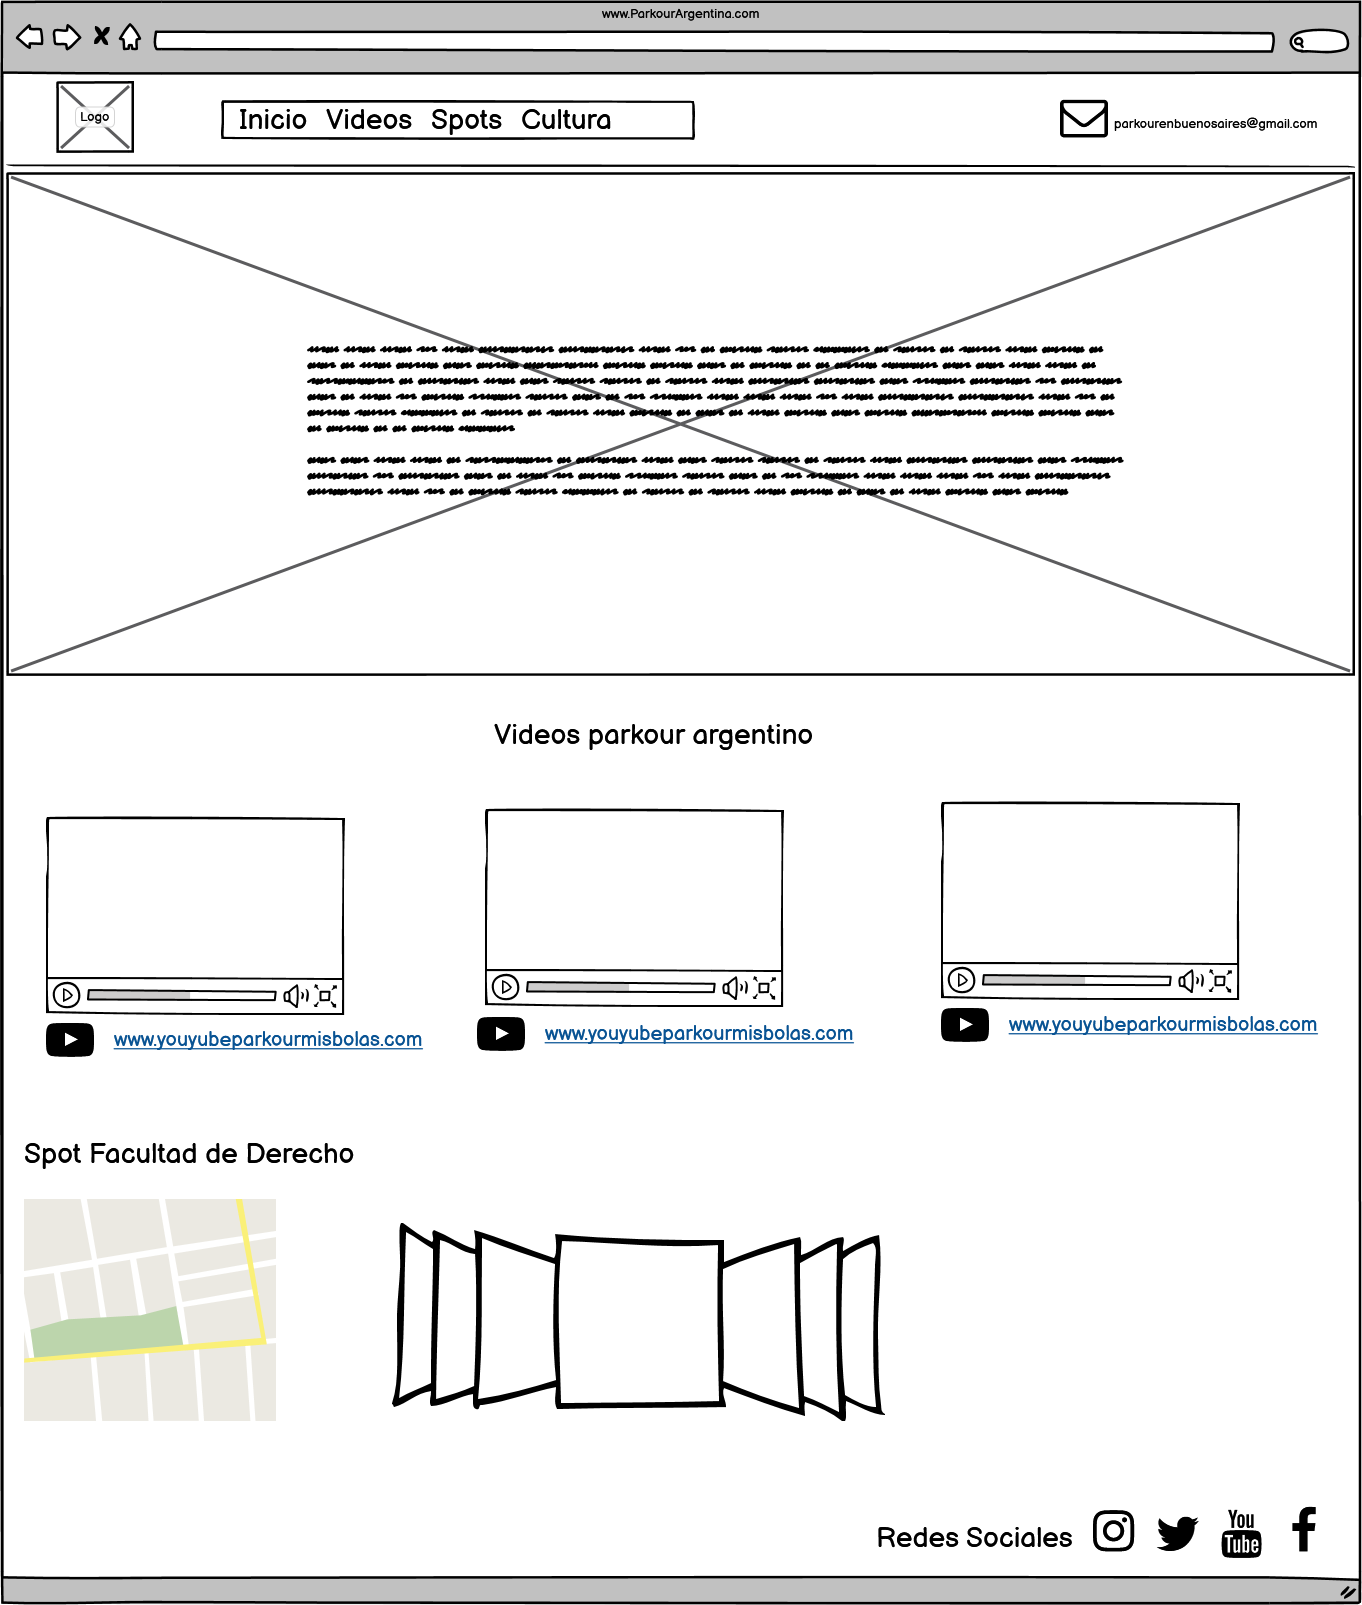 www.ParkourArgentina.com
Logo
Inicio Videos Spots Cultura
parkourenbuenosaires@gmail.com
Videos parkour argentino
www.youyubeparkourmisbolas.com
www.youyubeparkourmisbolas.com
www.youyubeparkourmisbolas.com
Spot Facultad de Derecho
Redes Sociales
You
Tube